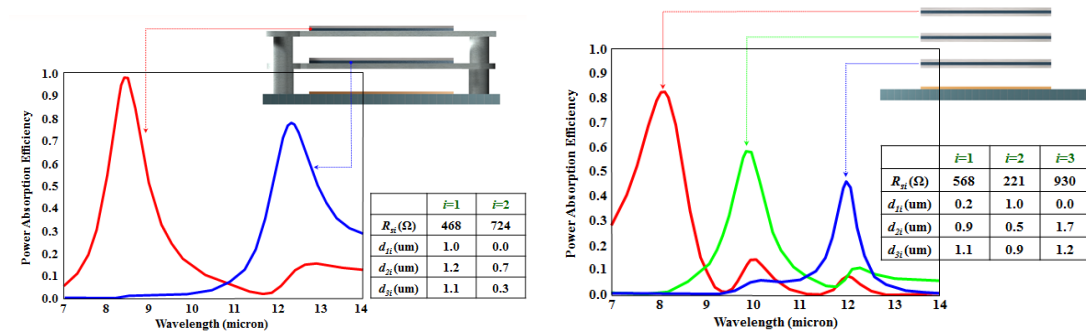 Power Absorption Efficiency
1.0
0.9
0.8
0.7
0.6
0.5
0.4
0.3
0.2
0.1
0.0
7 8 9 10 11 12 13 14
Wavelength (micron)
i=1 i=2
Rsi(Ω) 468 724
d1i(um) 1.0 0.0
d2i(um) 1.2 0.7
d3i(um) 1.1 0.3
Power Absorption Efficiency
1.0
0.9
0.8
0.7
0.6
0.5
0.4
0.3
0.2
0.1
0.0
7 8 9 10 11 12 13 14
Wavelength (micron)
i=1 i=2 i=3
Rsi(Ω) 568 221 930
d1i(um) 0.2 1.0 0.0
d2i(um) 0.9 0.5 1.7
d3i(um) 1.1 0.9 1.2